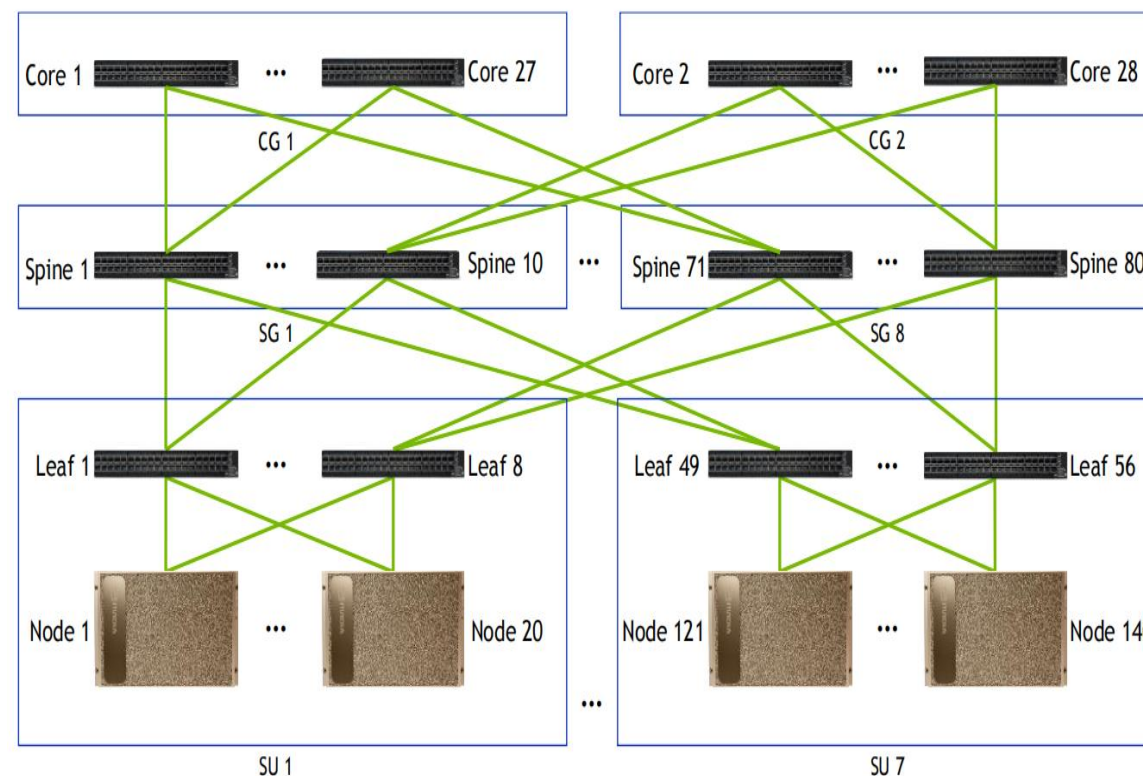 Core 1 ... Core 27 Core 2 ... Core 28
CG 1 CG 2
Spine 1 ... Spine 10 ... Spine 71 ... Spine 80
SG 1 SG 8
Leaf 1 ... Leaf 8 Leaf 49 ... Leaf 56
Node 1 ... Node 20 Node 121 ... Node 14
...
SU 1 SU 7